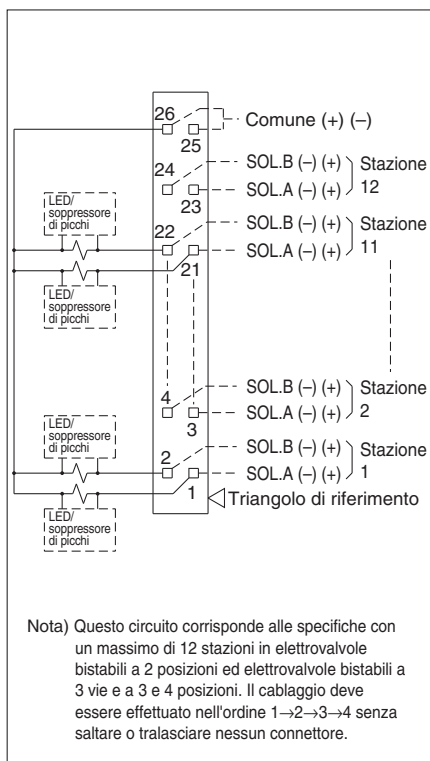 26
Comune (+) (–)
25
24
SOL.B (–) (+)
Stazione
12
SOL.A (–) (+)
23
LED/
soppressore
di picchi
22
SOL.B (–) (+)
Stazione
11
SOL.A (–) (+)
21
LED/
soppressore
di picchi
4
SOL.B (–) (+)
Stazione
2
SOL.A (–) (+)
3
LED/
soppressore
di picchi
2
SOL.B (–) (+)
Stazione
1
SOL.A (–) (+)
1
Triangolo di riferimento
LED/
soppressore
di picchi
Nota) Questo circuito corrisponde alle specifiche con
un massimo di 12 stazioni in elettrovalvole
bistabili a 2 posizioni ed elettrovalvole bistabili a
3 vie e a 3 e 4 posizioni. Il cablaggio deve
essere effettuato nell'ordine 1→2→3→4 senza
saltare o tralasciare nessun connettore.